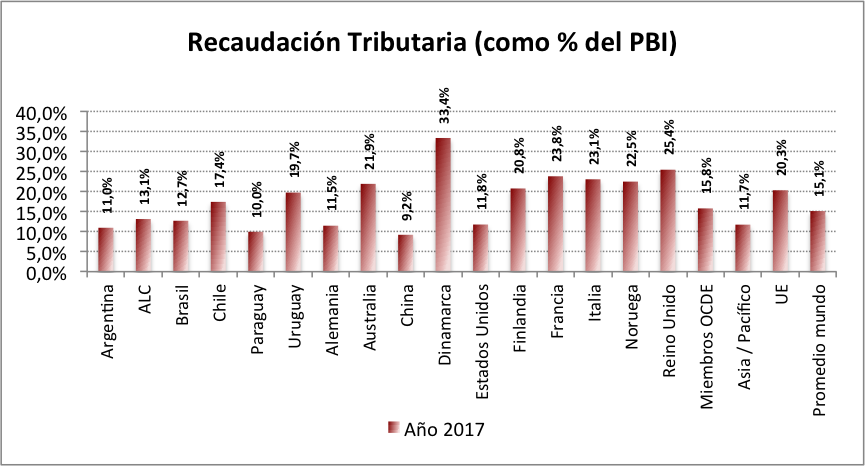 Recaudación Tributaria (como % del PBI)
40,0%
35,0%
30,0%
25,0%
20,0%
15,0%
10,0%
5,0%
0,0%
11,0%
13,1%
12,7%
17,4%
10,0%
19,7%
11,5%
21,9%
9,2%
33,4%
11,8%
20,8%
23,8%
23,1%
22,5%
25,4%
15,8%
11,7%
20,3%
15,1%
Argentina
ALC
Brasil
Chile
Paraguay
Uruguay
Alemania
Australia
China
Dinamarca
Estados Unidos
Finlandia
Francia
Italia
Noruega
Reino Unido
Miembros OCDE
Asia / Pacífico
UE
Promedio mundo
Año 2017